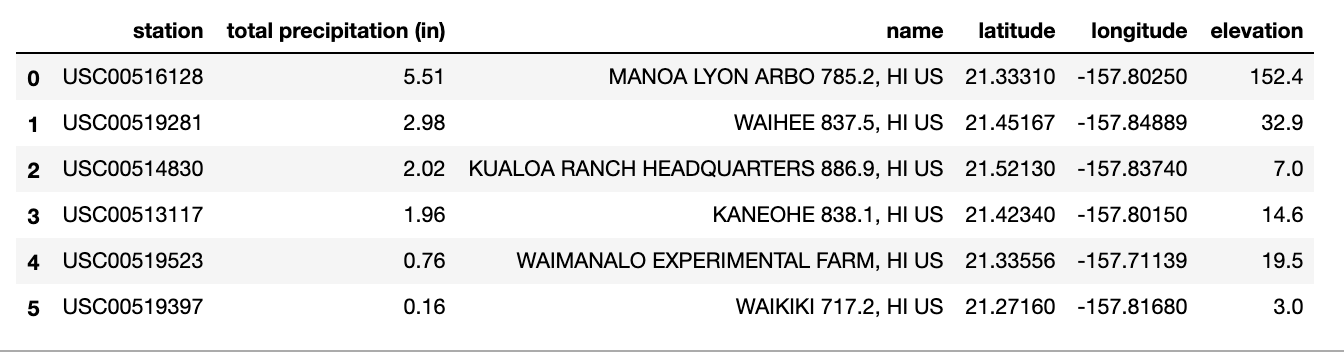 station total precipitation (in) name latitude longitude elevation
0 USC00516128 5.51 MANOA LYON ARBO 785.2, HI US 21.33310 -157.80250 152.4
1 USC00519281 2.98 WAIHEE 837.5, HI US 21.45167 -157.84889 32.9
2 USC00514830 2.02 KUALOA RANCH HEADQUARTERS 886.9, HI US 21.52130 -157.83740 7.0
3 USC00513117 1.96 KANEOHE 838.1, HI US 21.42340 -157.80150 14.6
4 USC00519523 0.76 WAIMANALO EXPERIMENTAL FARM, HI US 21.33556 -157.71139 19.5
5 USC00519397 0.16 WAIKIKI 717.2, HI US 21.27160 -157.81680 3.0